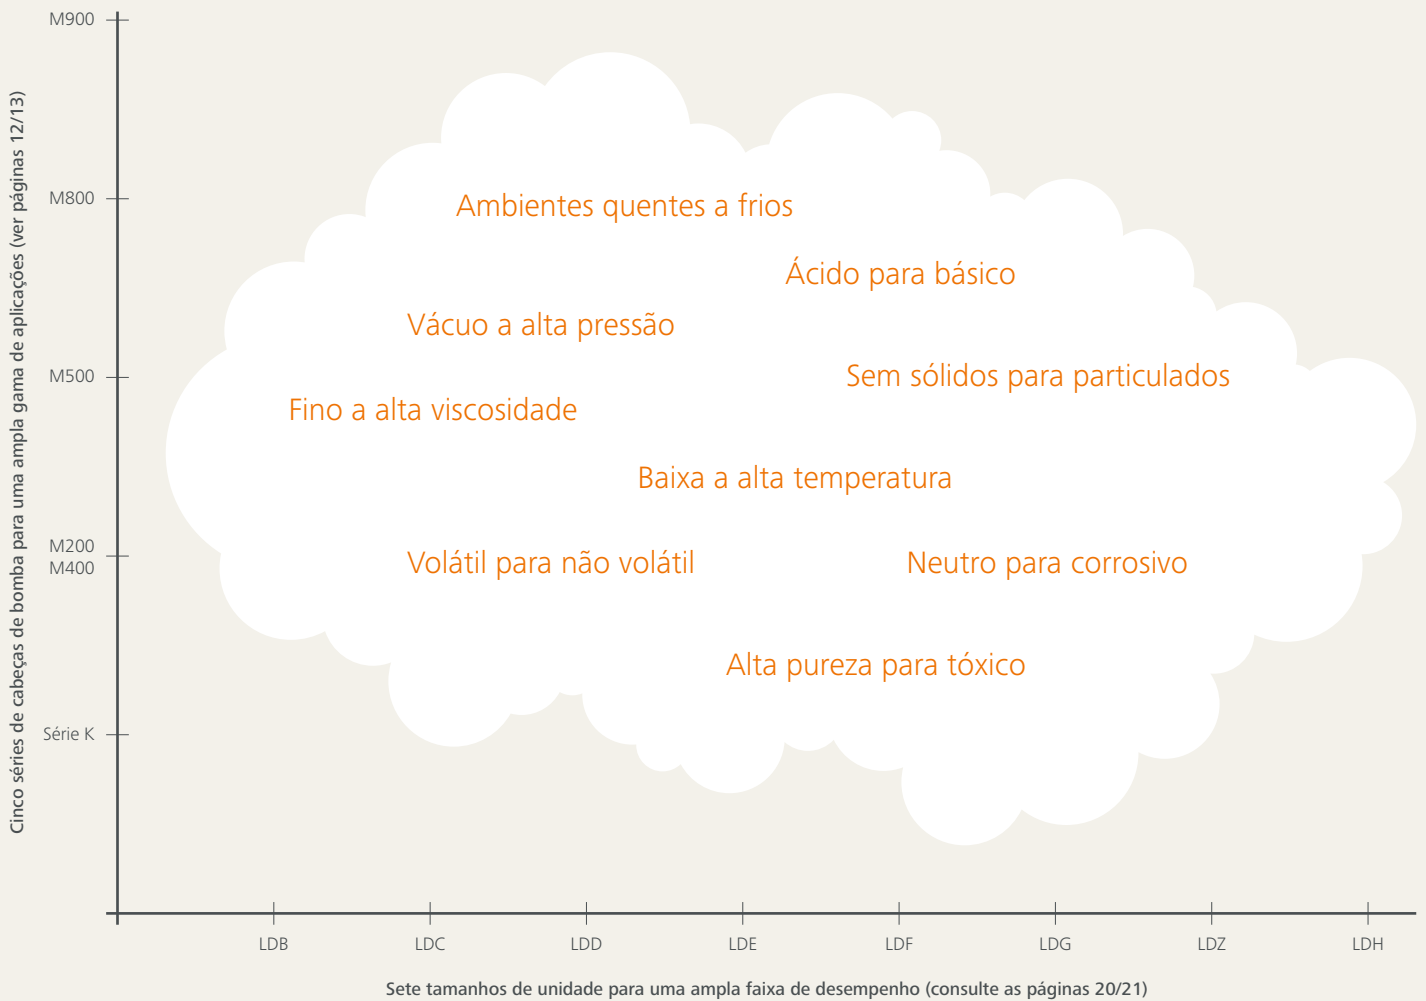 M900
Cinco séries de cabeças de bomba para uma ampla gama de aplicações (ver páginas 12/13)
M800
Ambientes quentes a frios
Ácido para básico
Vácuo a alta pressão
M500
Sem sólidos para particulados
Fino a alta viscosidade
Baixa a alta temperatura
M200
M400
Volátil para não volátil
Neutro para corrosivo
Alta pureza para tóxico
Série K
LDB
LDC
LDD
LDE
LDF
LDG
LDZ
LDH
Sete tamanhos de unidade para uma ampla faixa de desempenho (consulte as páginas 20/21)